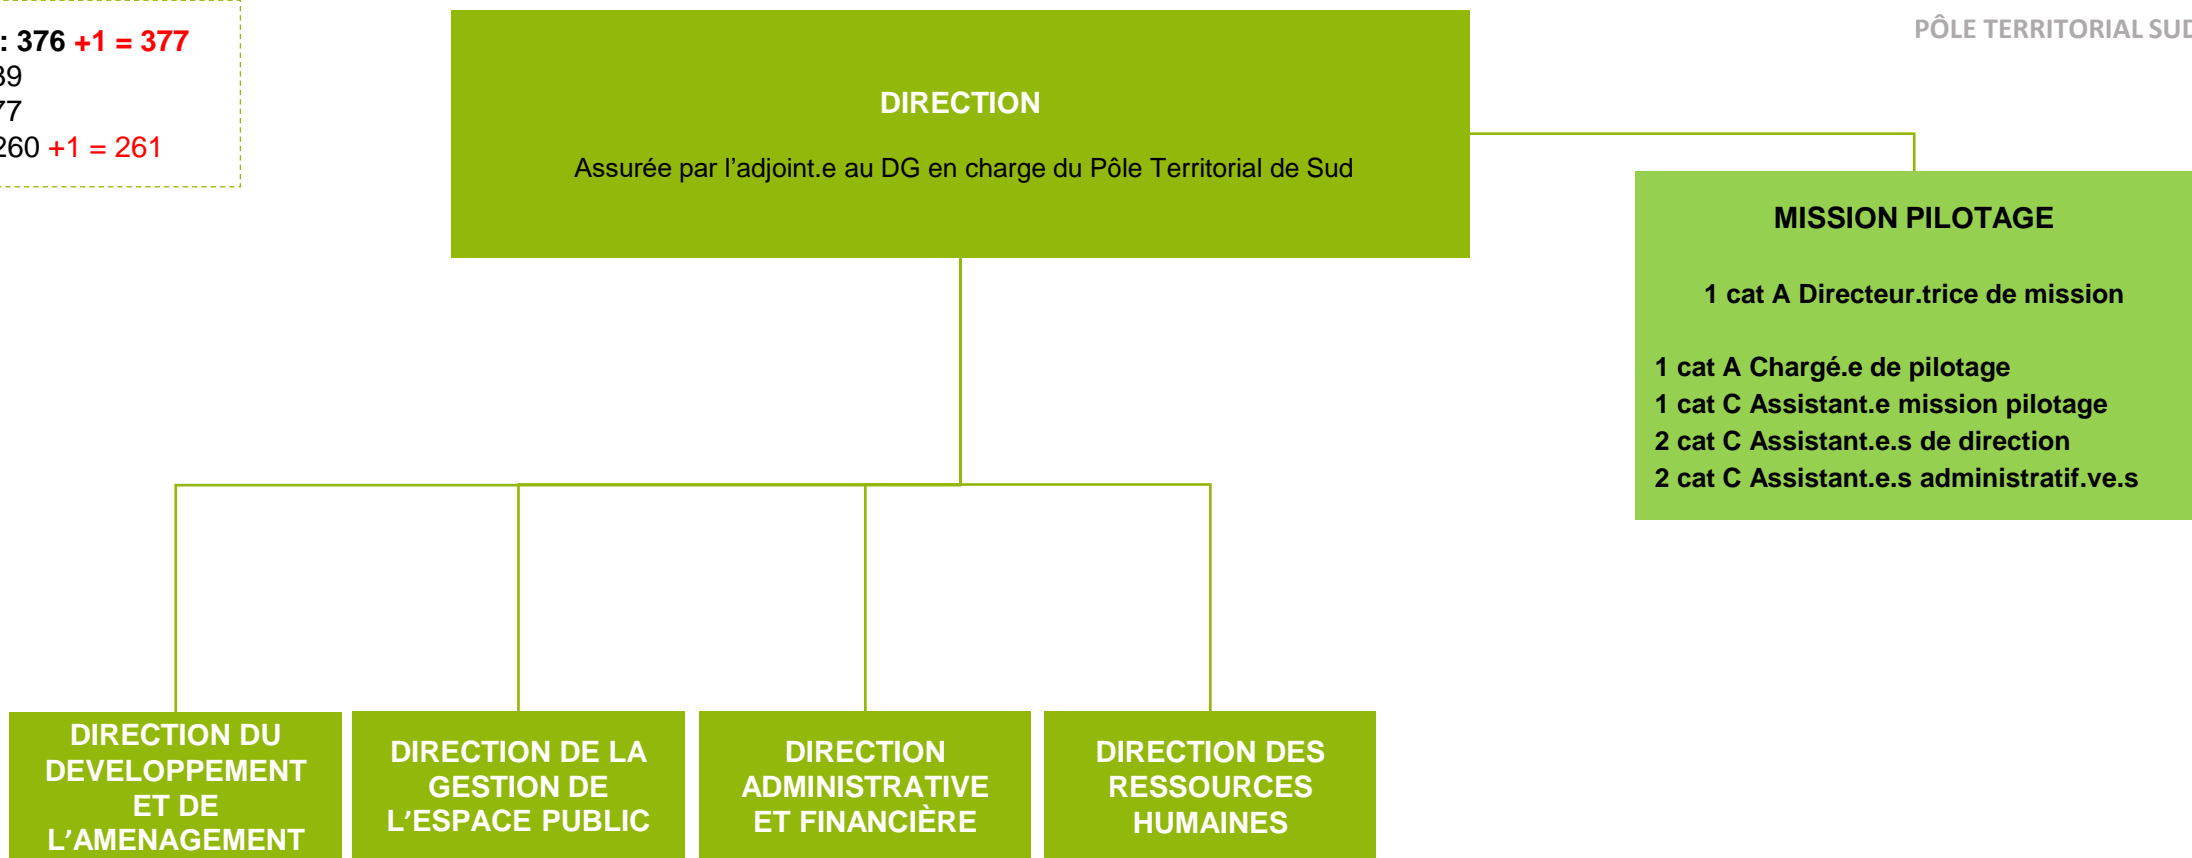 : 376 +1 = 377
39
77
260 +1 = 261
PÔLE TERRITORIAL SUD
DIRECTION
Assurée par l’adjoint.e au DG en charge du Pôle Territorial de Sud
MISSION PILOTAGE
1 cat A Directeur.trice de mission
1 cat A Chargé.e de pilotage
1 cat C Assistant.e mission pilotage
2 cat C Assistant.e.s de direction
2 cat C Assistant.e.s administratif.ve.s
DIRECTION DU
DEVELOPPEMENT
ET DE
L’AMENAGEMENT
DIRECTION DE LA
GESTION DE
L’ESPACE PUBLIC
DIRECTION
ADMINISTRATIVE
ET FINANCIÈRE
DIRECTION DES
RESSOURCES
HUMAINES